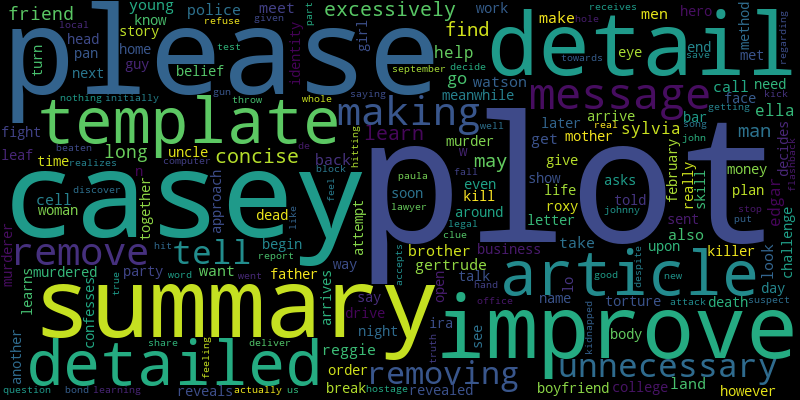 friend young police meet excessively work make men hero method receives regarding
know refuse given part local
please detail
turn head story home find test decide towards hole end save
pan guy girl identity help eye met
next belief go watson call need
nothing initially september meanwhile face kick
throw gun whole saying getting
template making message ella
fight beaten de hitting learn later arrive real song john bar man
leaf long uncle well get mother sylvia decides
time realizes concise back murder w give asks february really money flashback
casey plot
cell computer block may show life skill plan
n paula fall
woman discover together approach dead feel lawyer soon even kill roxy told johnny edgar
like clue legal around letter sent put stop
attempt
murderer remove tell begin brother business take also upon killer
hit confesses accepts gertrude article look
learns murdered party want father way talk open lo good despite new day
true word went report arrives say name torture attack death suspect
summary improve
another drive hand
night ira see office kidnapped body
share deliver truth
detailed feeling reggie unnecessary
reveals order removing boyfriend college land
question bond learning actually us break hostage revealed however